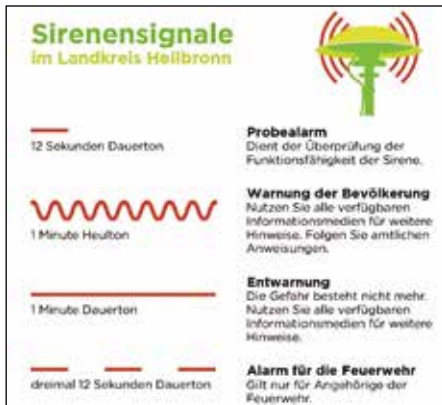 Sirenensignale
im Landkreis Heilbronn
12 Sekunden Dauerton
Probealarm
Dient der Überprüfung der
Funktionsfähigkeit der Sirene.
1 Minute Heulton
Warnung der Bevölkerung
Nutzen Sie alle verfügbaren
Informationsmedien für weitere
Hinweise. Folgen Sie amtlichen
Anweisungen.
1 Minute Dauerton
Entwarnung
Die Gefahr besteht nicht mehr.
Nutzen Sie alle verfügbaren
Informationsmedien für weitere
Hinweise.
dreimal 12 Sekunden Dauerton
Alarm für die Feuerwehr
Gilt nur für Angehörige der
Feuerwehr.